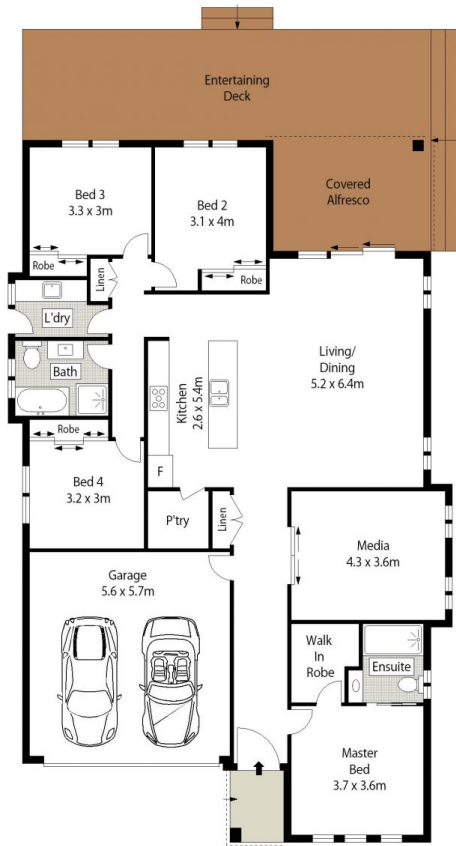 Entertaining
Deck
Covered
Alfresco
Bed 3
3.3 x 3m
Bed 2
3.1 x 4m
Robe
Linen
Robe
L'dry
Bath
Kitchen
2.6 x 5.4m
Living/
Dining
5.2 x 6.4m
Robe
Bed 4
3.2 x 3m
F
P'try
Linen
Media
4.3 x 3.6m
Garage
5.6 x 5.7m
Walk
In
Robe
Ensuite
Master
Bed
3.7 x 3.6m